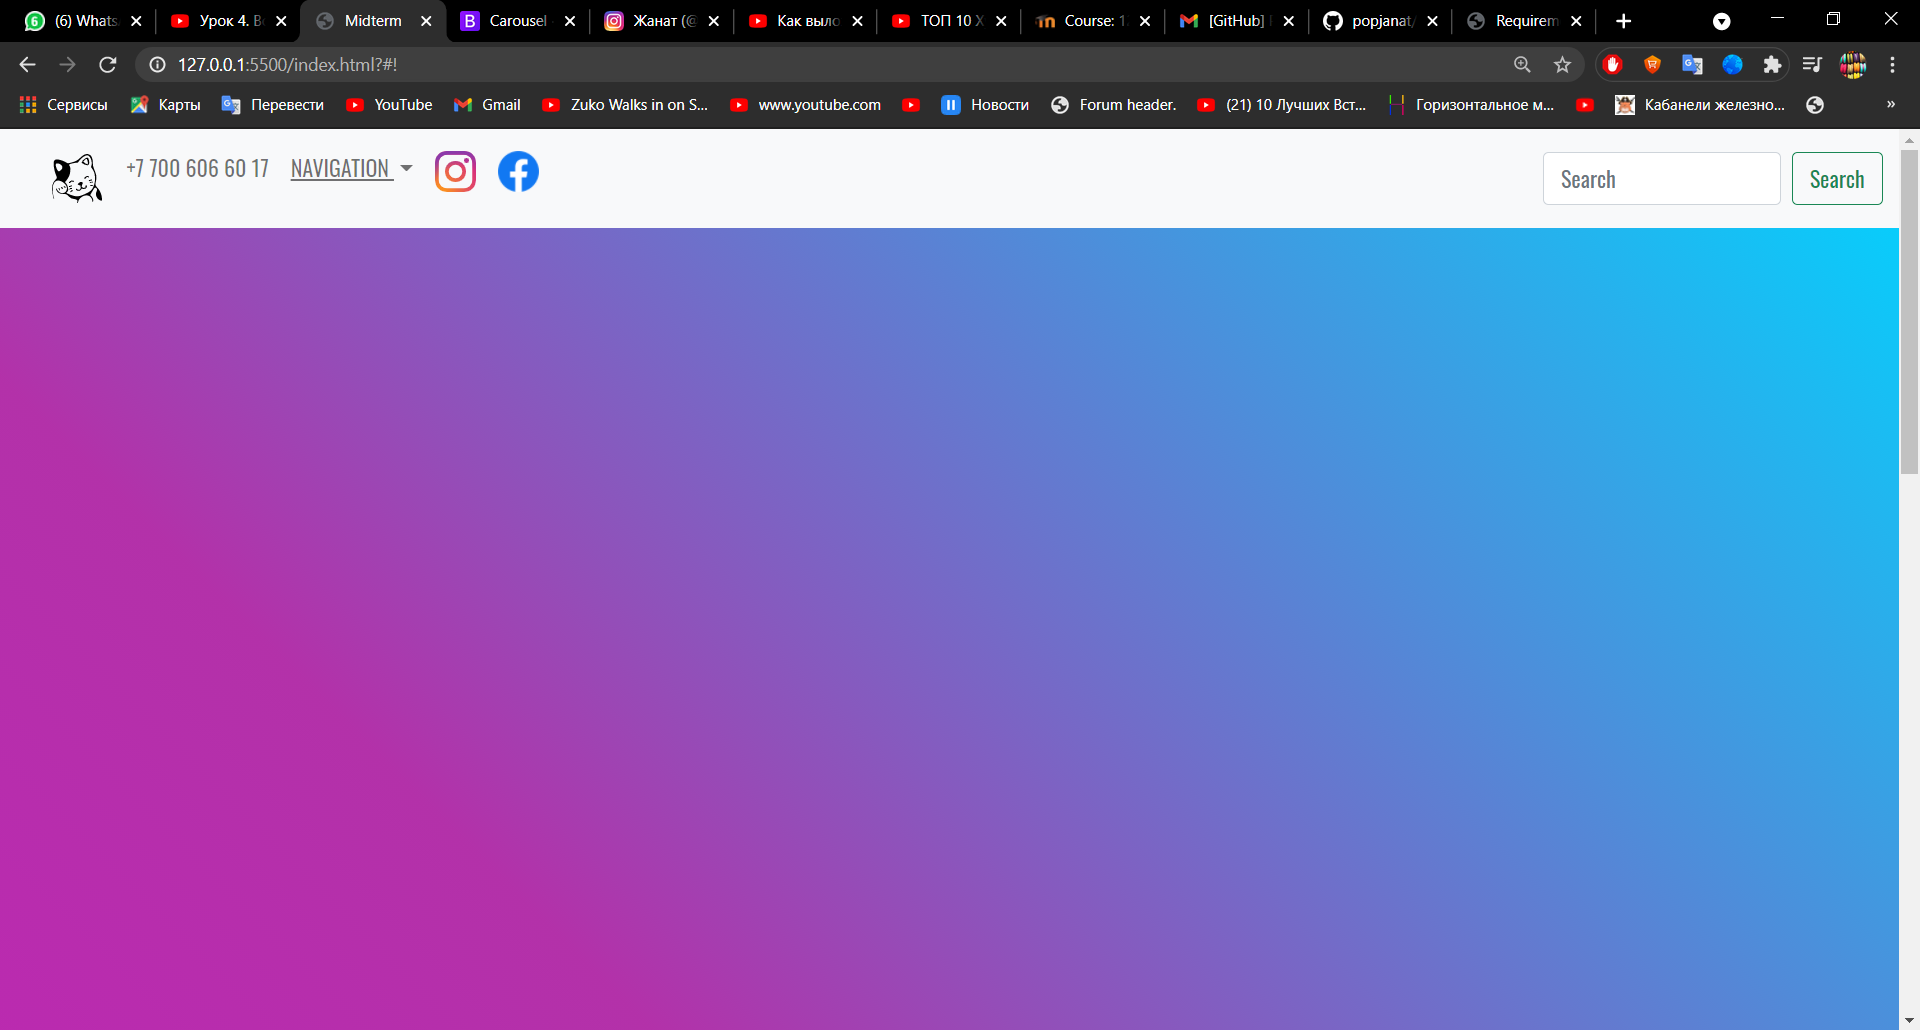 (6) Whats
Урок 4. Во
Midterm
Carousel
Жанат (@
Как выло
ТОП 10 X
Course: 1
[GitHub]
popjanat/
Requirem
127.0.0.1:5500/index.html?#!
Сервисы
Карты
Перевести
YouTube
Gmail
Zuko Walks in on S...
www.youtube.com
Новости
Forum header.
(21) 10 Лучших Вст...
Горизонтальное м...
Кабанели железно...
»
+7 700 606 60 17
NAVIGATION
Search
Search